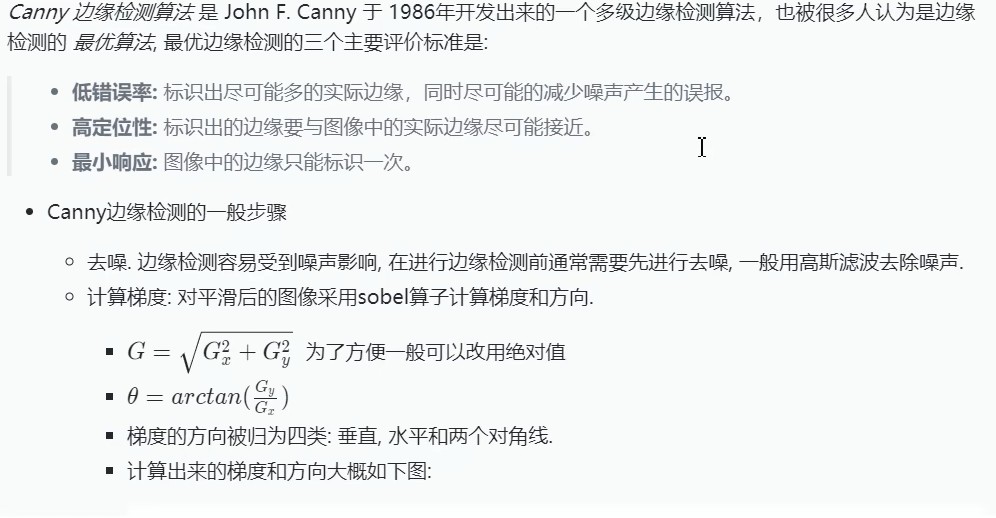 Canny 边缘检测算法 是 John F. Canny 于 1986年开发出来的一个多级边缘检测算法，也被很多人认为是边缘
检测的 最优算法, 最优边缘检测的三个主要评价标准是:
• 低错误率: 标识出尽可能多的实际边缘，同时尽可能的减少噪声产生的误报。
• 高定位性: 标识出的边缘要与图像中的实际边缘尽可能接近。
• 最小响应: 图像中的边缘只能标识一次。
• Canny边缘检测的一般步骤
◦ 去噪. 边缘检测容易受到噪声影响, 在进行边缘检测前通常需要先进行去噪, 一般用高斯滤波去除噪声.
◦ 计算梯度: 对平滑后的图像采用sobel算子计算梯度和方向.
▪ $G = \sqrt{G_x^2 + G_y^2}$ 为了方便一般可以改用绝对值
▪ $\theta = arctan(\frac{G_y}{G_x})$
▪ 梯度的方向被归为四类: 垂直, 水平和两个对角线.
▪ 计算出来的梯度和方向大概如下图: